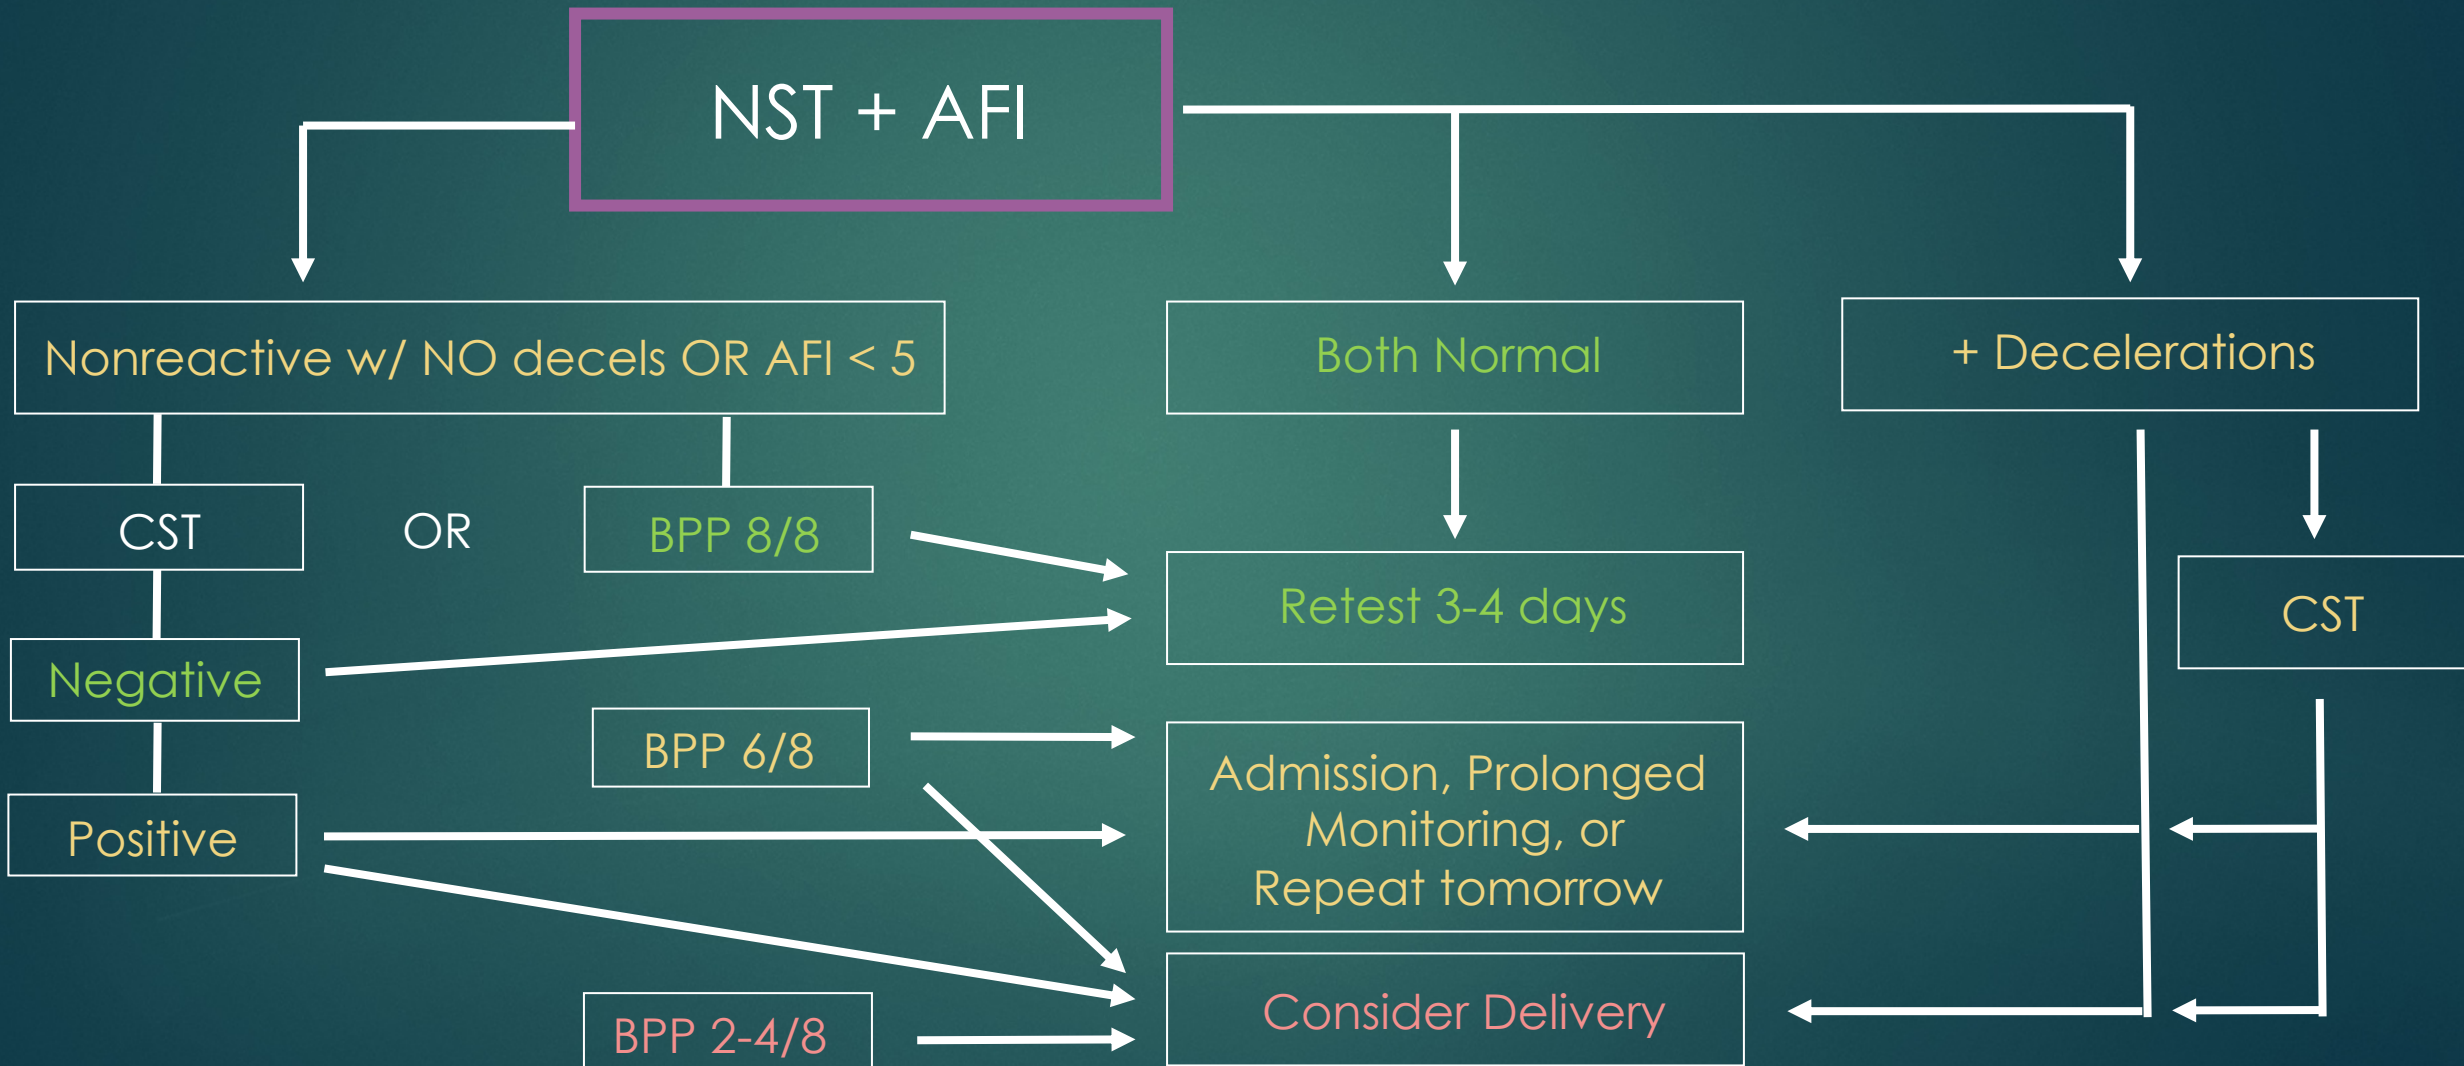 NST + AFI
Nonreactive w/ NO decels OR AFI < 5
Both Normal
+ Decelerations
CST
OR
BPP 8/8
Retest 3-4 days
CST
Negative
BPP 6/8
Admission, Prolonged
Monitoring, or
Repeat tomorrow
Positive
Consider Delivery
BPP 2-4/8